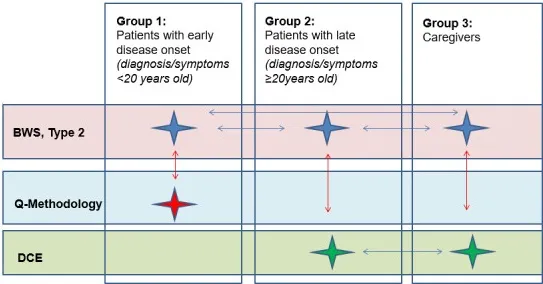 Group 1:
Patients with early
disease onset
(diagnosis/symptoms
<20 years old)
Group 2:
Patients with late
disease onset
(diagnosis/symptoms
≥20years old)
Group 3:
Caregivers
BWS, Type 2
Q-Methodology
DCE